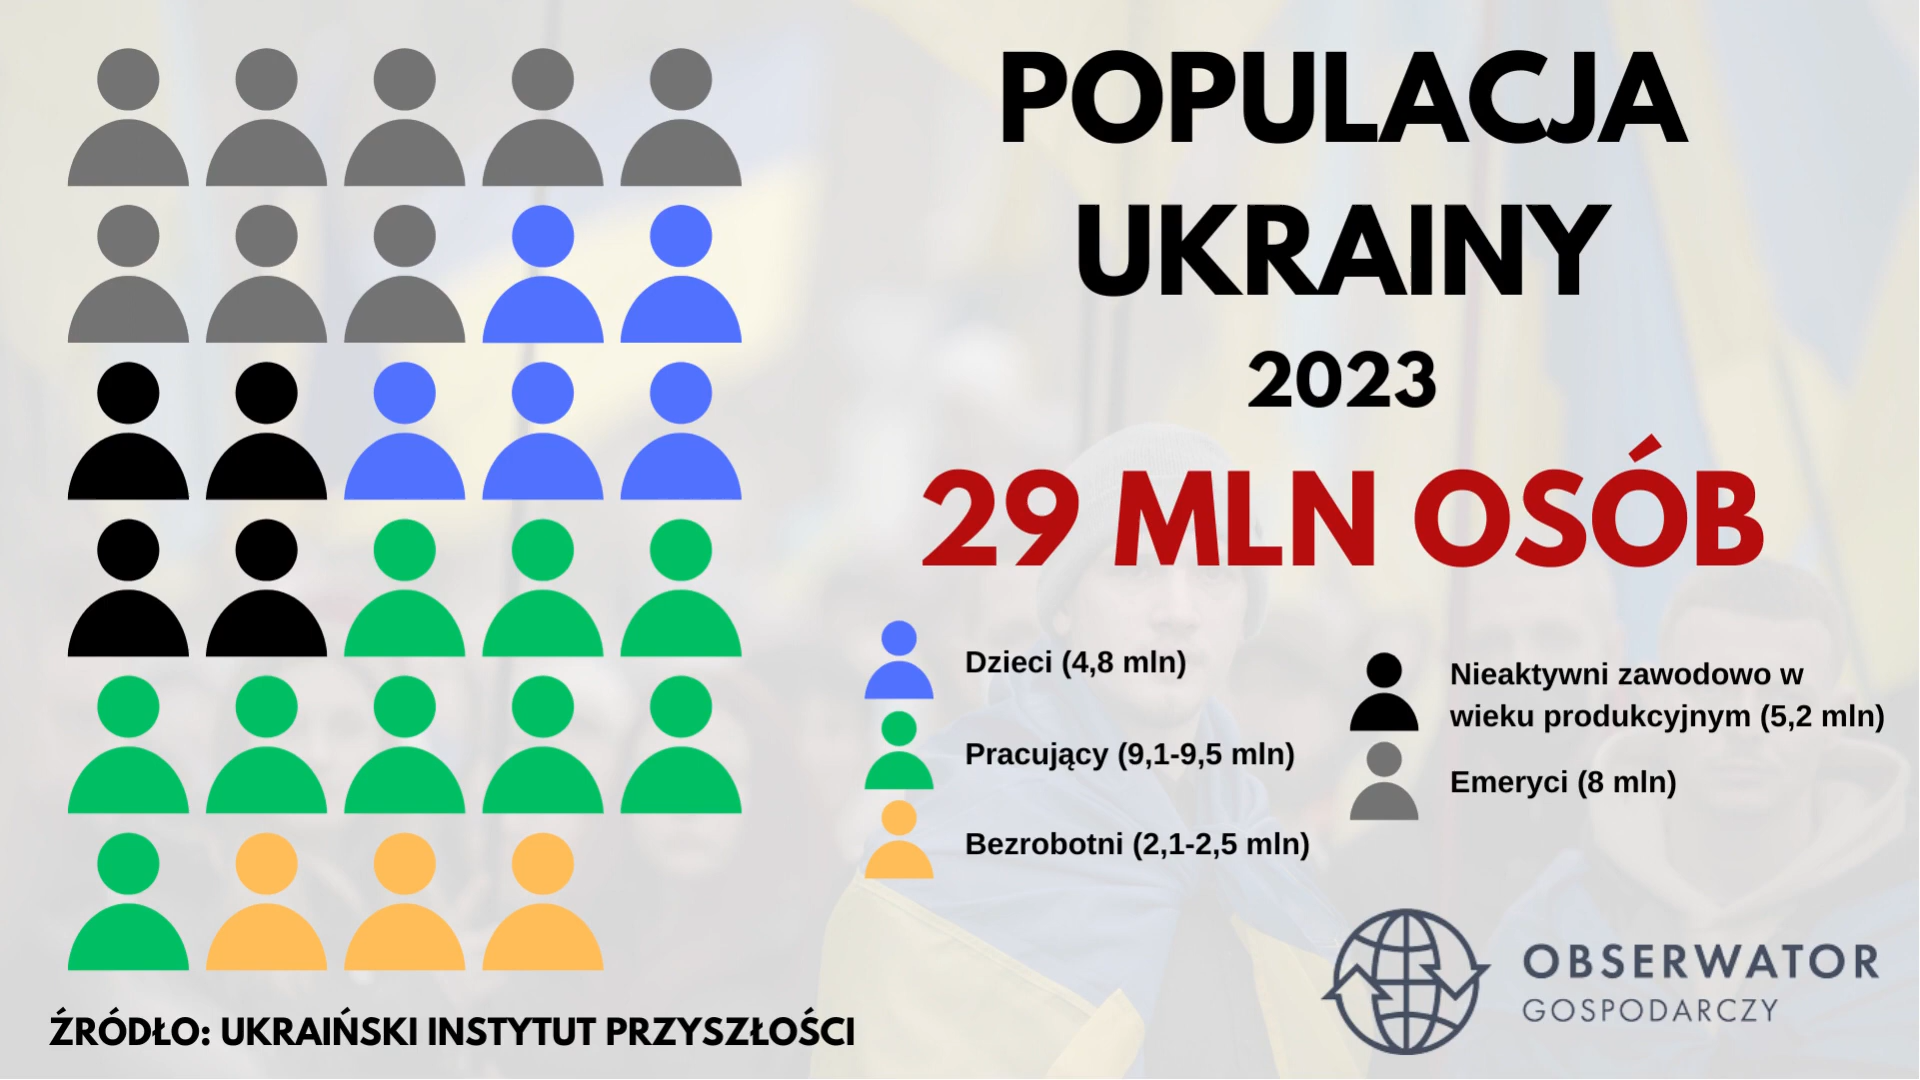 POPULACJA
UKRAINY
2023
29 MLN OSÓB
Dzieci (4,8 mln)
Pracujący (9,1-9,5 mln)
Bezrobotni (2,1-2,5 mln)
Nieaktywni zawodowo w
wieku produkcyjnym (5,2 mln)
Emeryci (8 mln)
ŹRÓDŁO: UKRAIŃSKI INSTYTUT PRZYSZŁOŚCI
OBSERWATOR
GOSPODARCZY